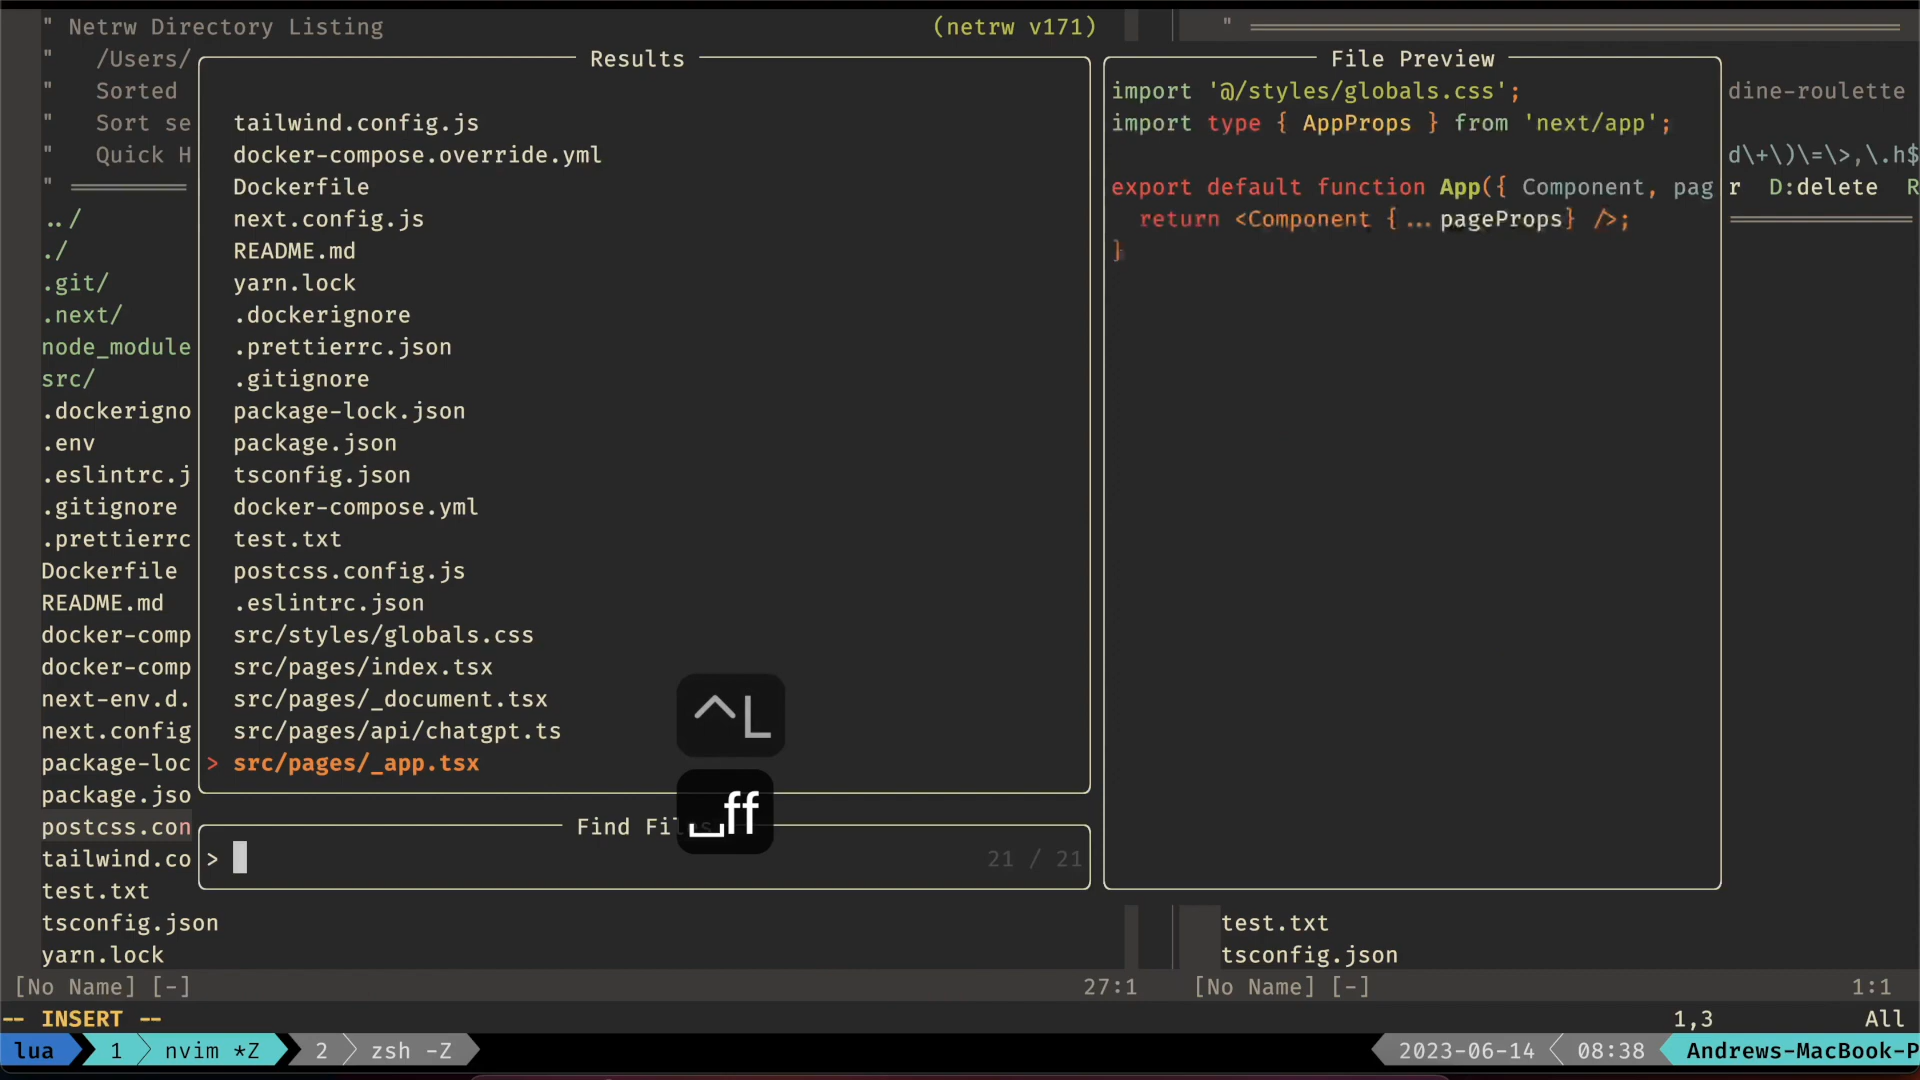 " Netrw Directory Listing (netrw v171)
" /Users/
" Sorted
" Sort se
" Quick H
" ═════════
../
./
.git/
.next/
node_module
src/
.dockerigno
.env
.eslintrc.j
.gitignore
.prettierrc
Dockerfile
README.md
docker-comp
docker-comp
next-env.d.
next.config
package-loc
package.jso
postcss.con
tailwind.co
test.txt
tsconfig.json
yarn.lock
Results
tailwind.config.js
docker-compose.override.yml
Dockerfile
next.config.js
README.md
yarn.lock
.dockerignore
.prettierrc.json
.gitignore
package-lock.json
package.json
tsconfig.json
docker-compose.yml
test.txt
postcss.config.js
.eslintrc.json
src/styles/globals.css
src/pages/index.tsx
src/pages/_document.tsx
src/pages/api/chatgpt.ts
> src/pages/_app.tsx
^L
␣ff
Find Files
> 21 / 21
File Preview
import '@/styles/globals.css';
import type { AppProps } from 'next/app';
export default function App({ Component, pag
return <Component {...pageProps} />;
}
"
dine-roulette
d\+\)\=\>,\.h$
r D:delete R
test.txt
tsconfig.json
[No Name] [-] 27:1 [No Name] [-] 1:1
-- INSERT -- 1,3 All
lua 1 nvim *Z 2 zsh -Z 2023-06-14 08:38 Andrews-MacBook-P